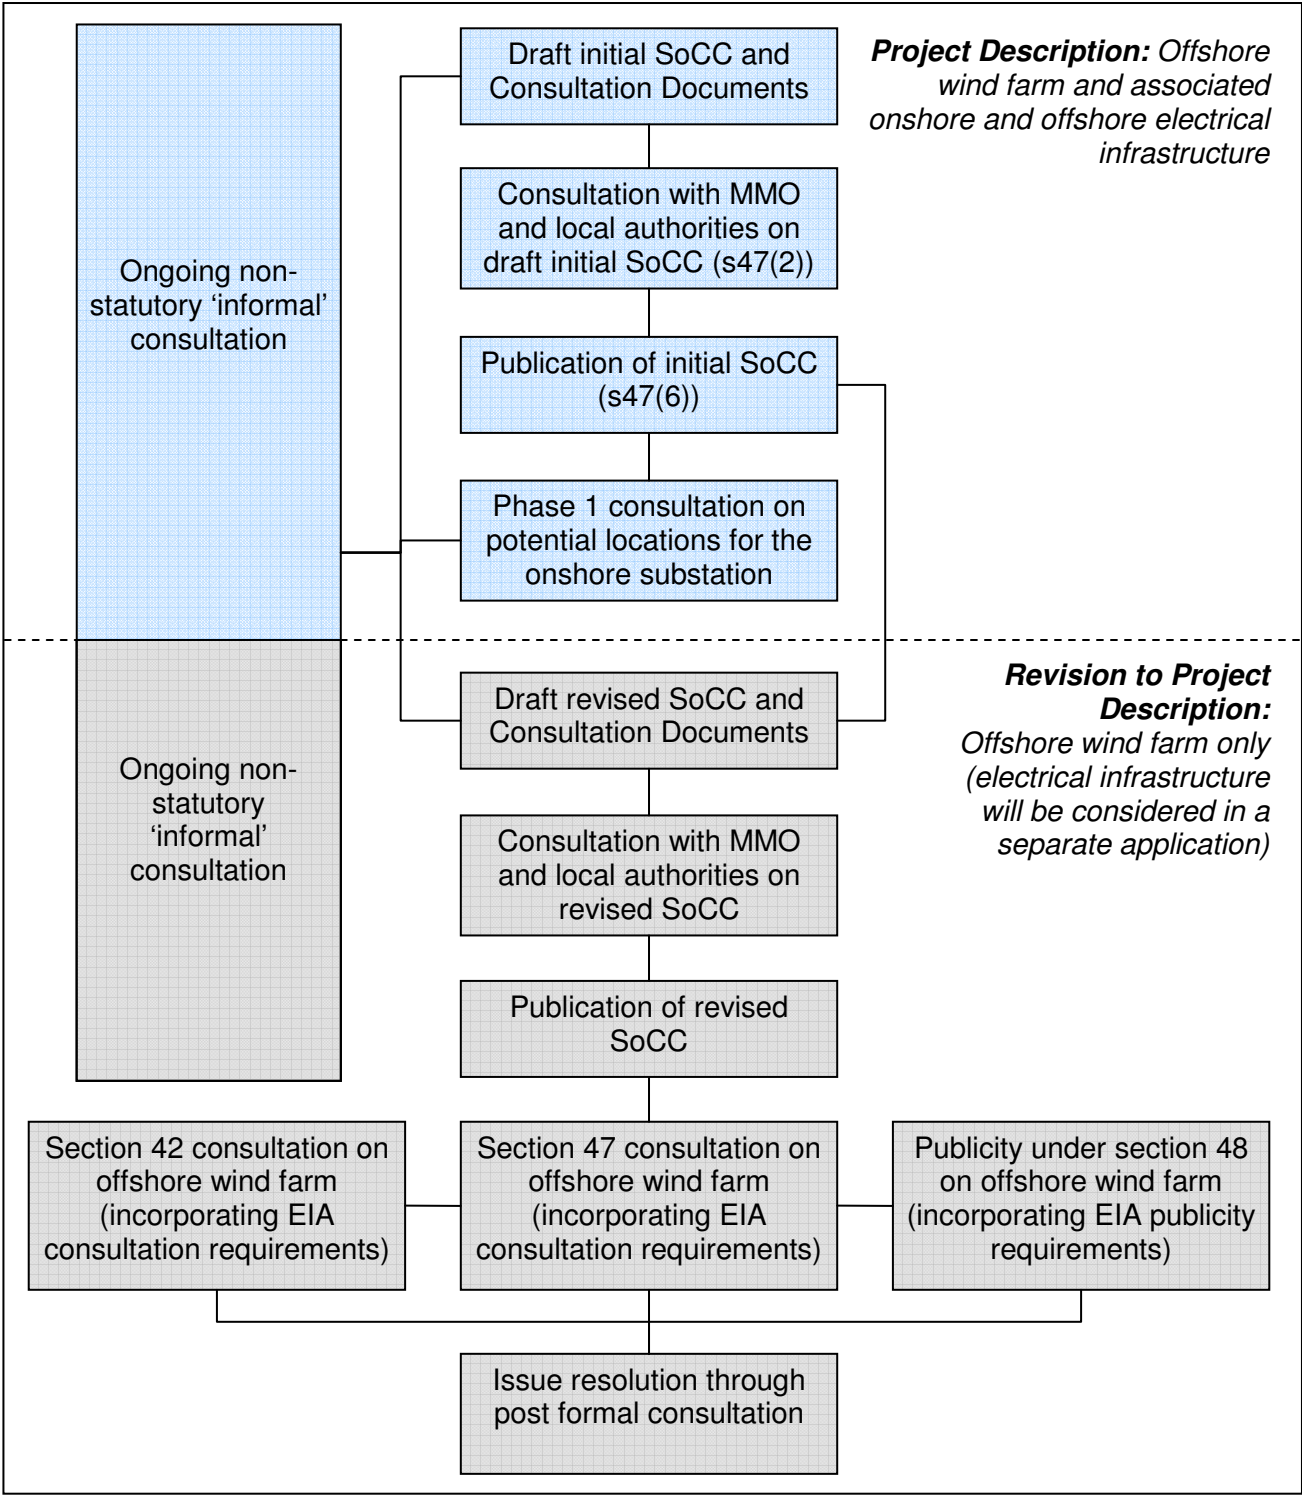 Draft initial SoCC and
Consultation Documents
Project Description: Offshore
wind farm and associated
onshore and offshore electrical
infrastructure
Consultation with MMO
and local authorities on
draft initial SoCC (s47(2))
Ongoing non-
statutory ‘informal’
consultation
Publication of initial SoCC
(s47(6))
Phase 1 consultation on
potential locations for the
onshore substation
Revision to Project
Description:
Offshore wind farm only
(electrical infrastructure
will be considered in a
separate application)
Draft revised SoCC and
Consultation Documents
Ongoing non-
statutory
‘informal’
consultation
Consultation with MMO
and local authorities on
revised SoCC
Publication of revised
SoCC
Section 42 consultation on
offshore wind farm
(incorporating EIA
consultation requirements)
Section 47 consultation on
offshore wind farm
(incorporating EIA
consultation requirements)
Publicity under section 48
on offshore wind farm
(incorporating EIA publicity
requirements)
Issue resolution through
post formal consultation